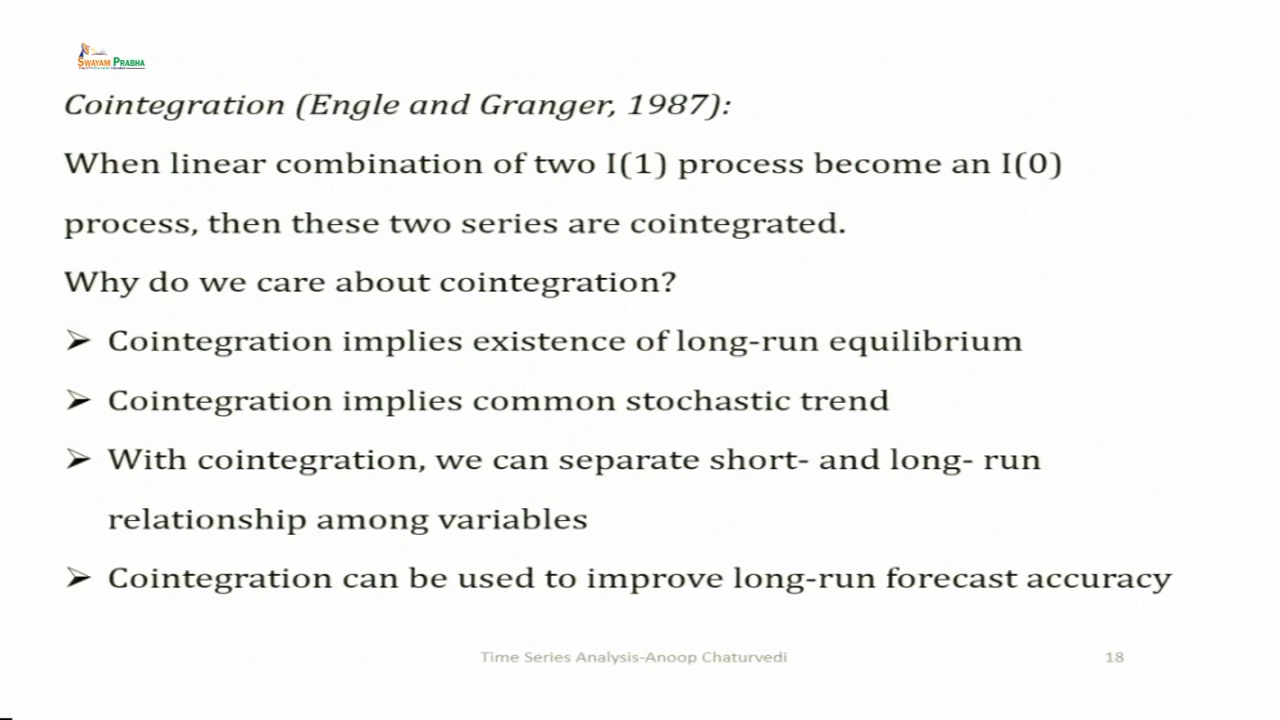 SWAYAM PRABHA
Cointegration (Engle and Granger, 1987):
When linear combination of two I(1) process become an I(0)
process, then these two series are cointegrated.
Why do we care about cointegration?
➢ Cointegration implies existence of long-run equilibrium
➢ Cointegration implies common stochastic trend
➢ With cointegration, we can separate short- and long- run
relationship among variables
➢ Cointegration can be used to improve long-run forecast accuracy
Time Series Analysis-Anoop Chaturvedi
18